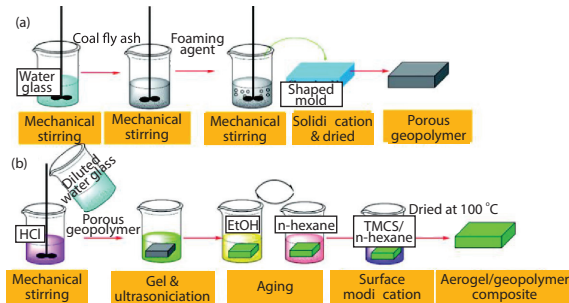 (a)
Coal fly ash
Foaming
agent
Water
glass
Shaped
mold
Mechanical
stirring
Mechanical
stirring
Mechanical
stirring
Solidi cation
& dried
Porous
geopolymer
(b)
Diluted
water glass
HCl
Porous
geopolymer
EtOH
n-hexane
TMCS/
n-hexane
Dried at 100 °C
Mechanical
stirring
Gel &
ultrasoniciation
Aging
Surface
modi cation
Aerogel/geopolymer
composite